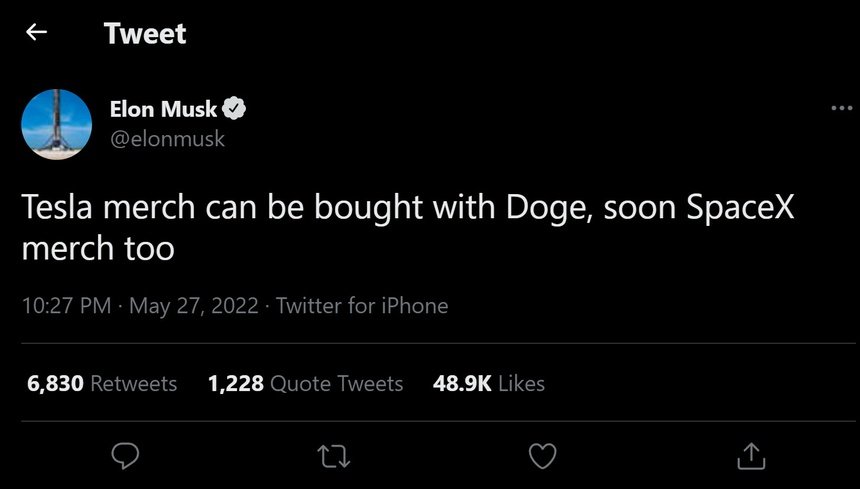 Tweet
Elon Musk
@elonmusk
Tesla merch can be bought with Doge, soon SpaceX
merch too
10:27 PM · May 27, 2022 · Twitter for iPhone
6,830 Retweets 1,228 Quote Tweets 48.9K Likes